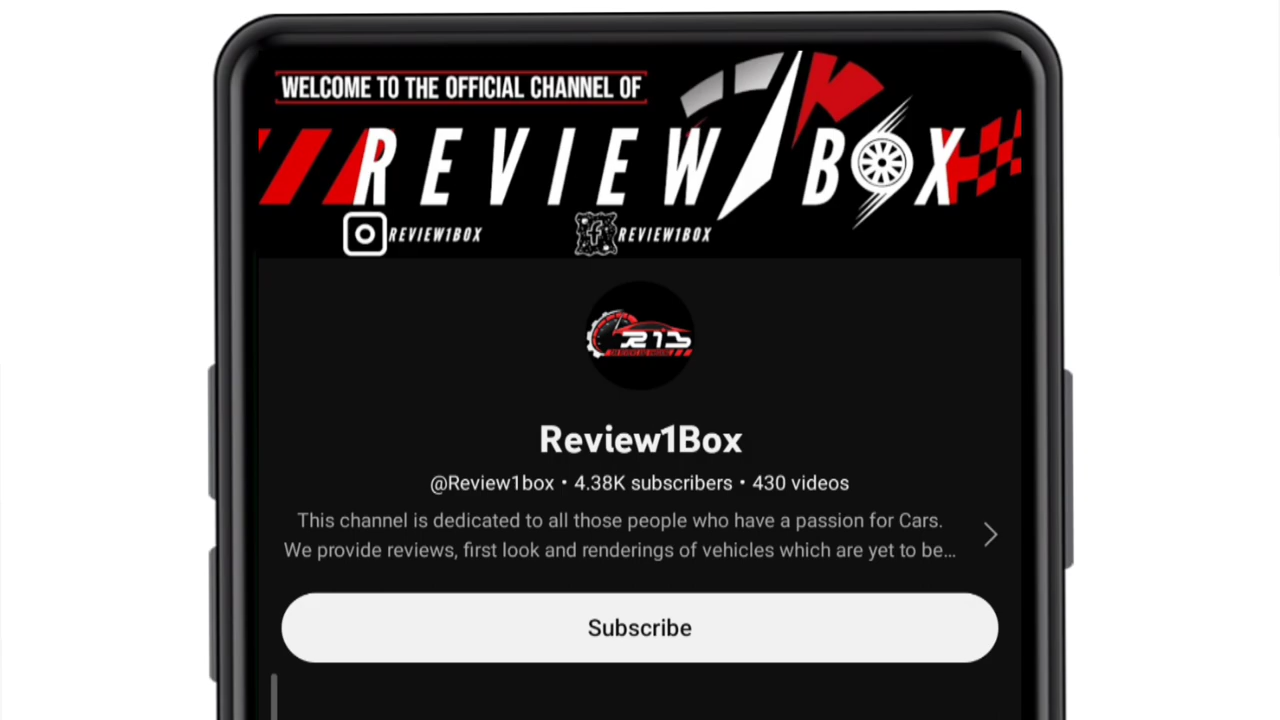 WELCOME TO THE OFFICIAL CHANNEL OF
REVIEW1BOX
REVIEW1BOX
REVIEW1BOX
R1B
Review1Box
@Review1box • 4.38K subscribers • 430 videos
This channel is dedicated to all those people who have a passion for Cars.
We provide reviews, first look and renderings of vehicles which are yet to be...
Subscribe